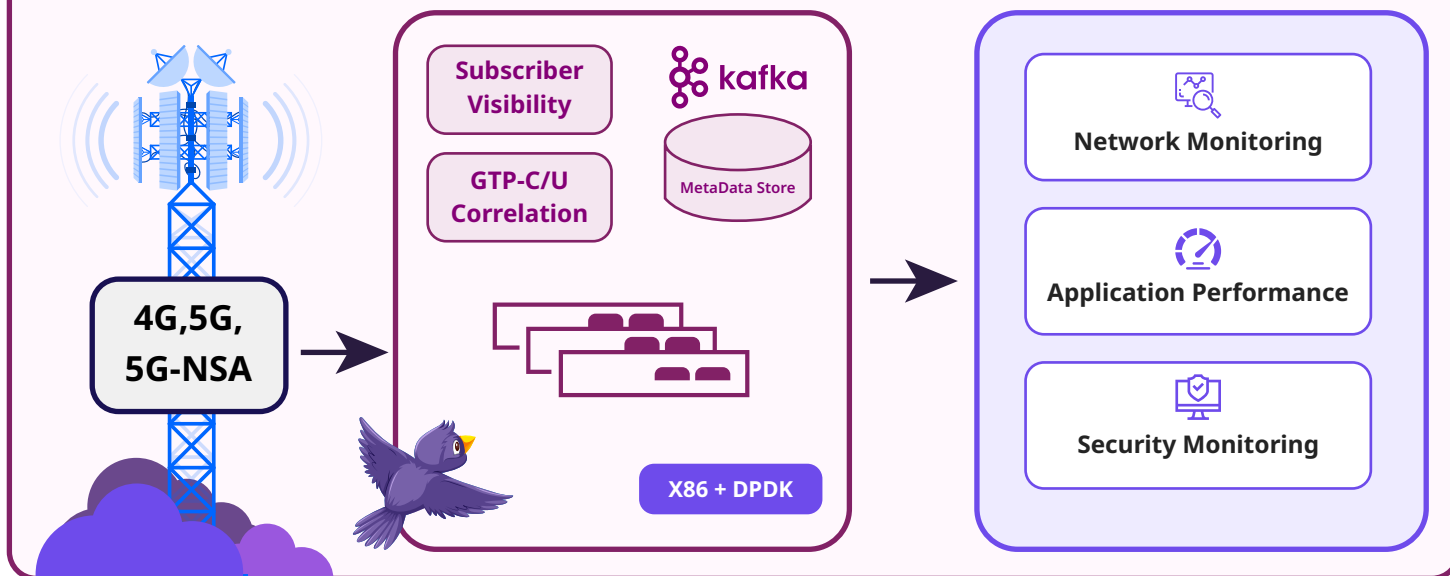 4G,5G,
5G-NSA
Subscriber
Visibility
GTP-C/U
Correlation
kafka
MetaData Store
X86 + DPDK
Network Monitoring
Application Performance
Security Monitoring